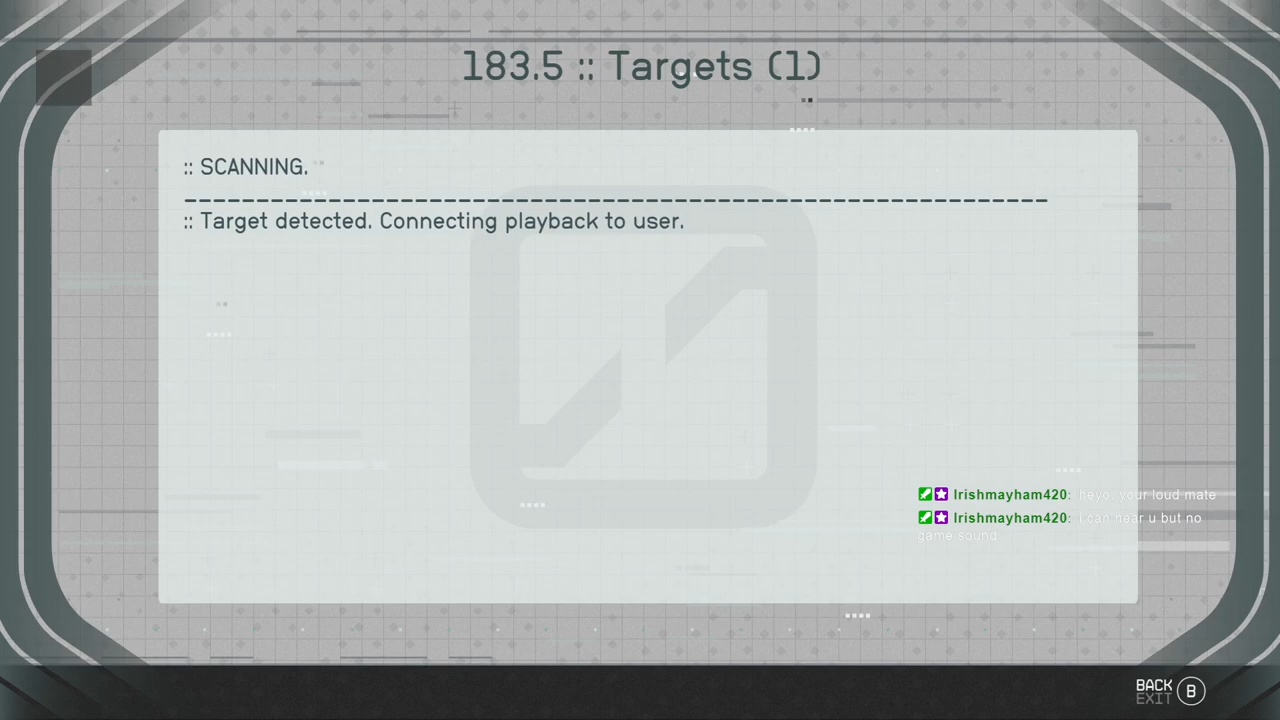 183.5 :: Targets (1)
:: SCANNING.
:: Target detected. Connecting playback to user.
Irishmayham420: heyo, your loud mate
Irishmayham420: I can hear u but no
game sound
BACK
EXIT
B